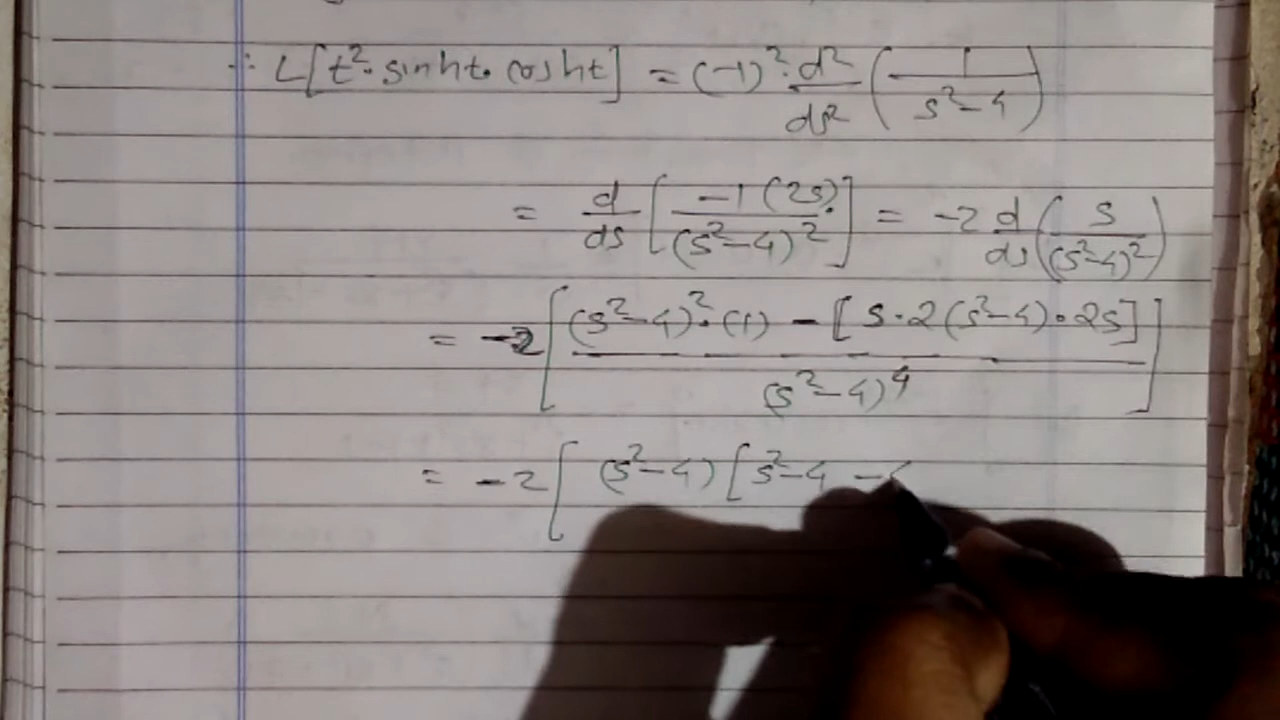 ∴ L[t²· sinht· cosht] = (-1)²· d²/ds² (1/(s²-4))
= d/ds [-1(2s)/(s²-4)²] = -2 d/ds (s/(s²-4)²)
= -2 [((s²-4)²·(1) - [s·2(s²-4)·2s])/(s²-4)⁴]
= -2[ (s²-4) [s²-4 -